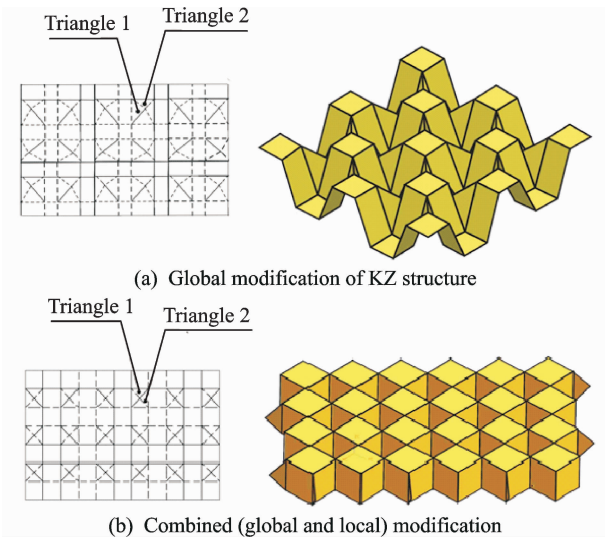 Triangle 1
Triangle 2
(a) Global modification of KZ structure
Triangle 1
Triangle 2
(b) Combined (global and local) modification